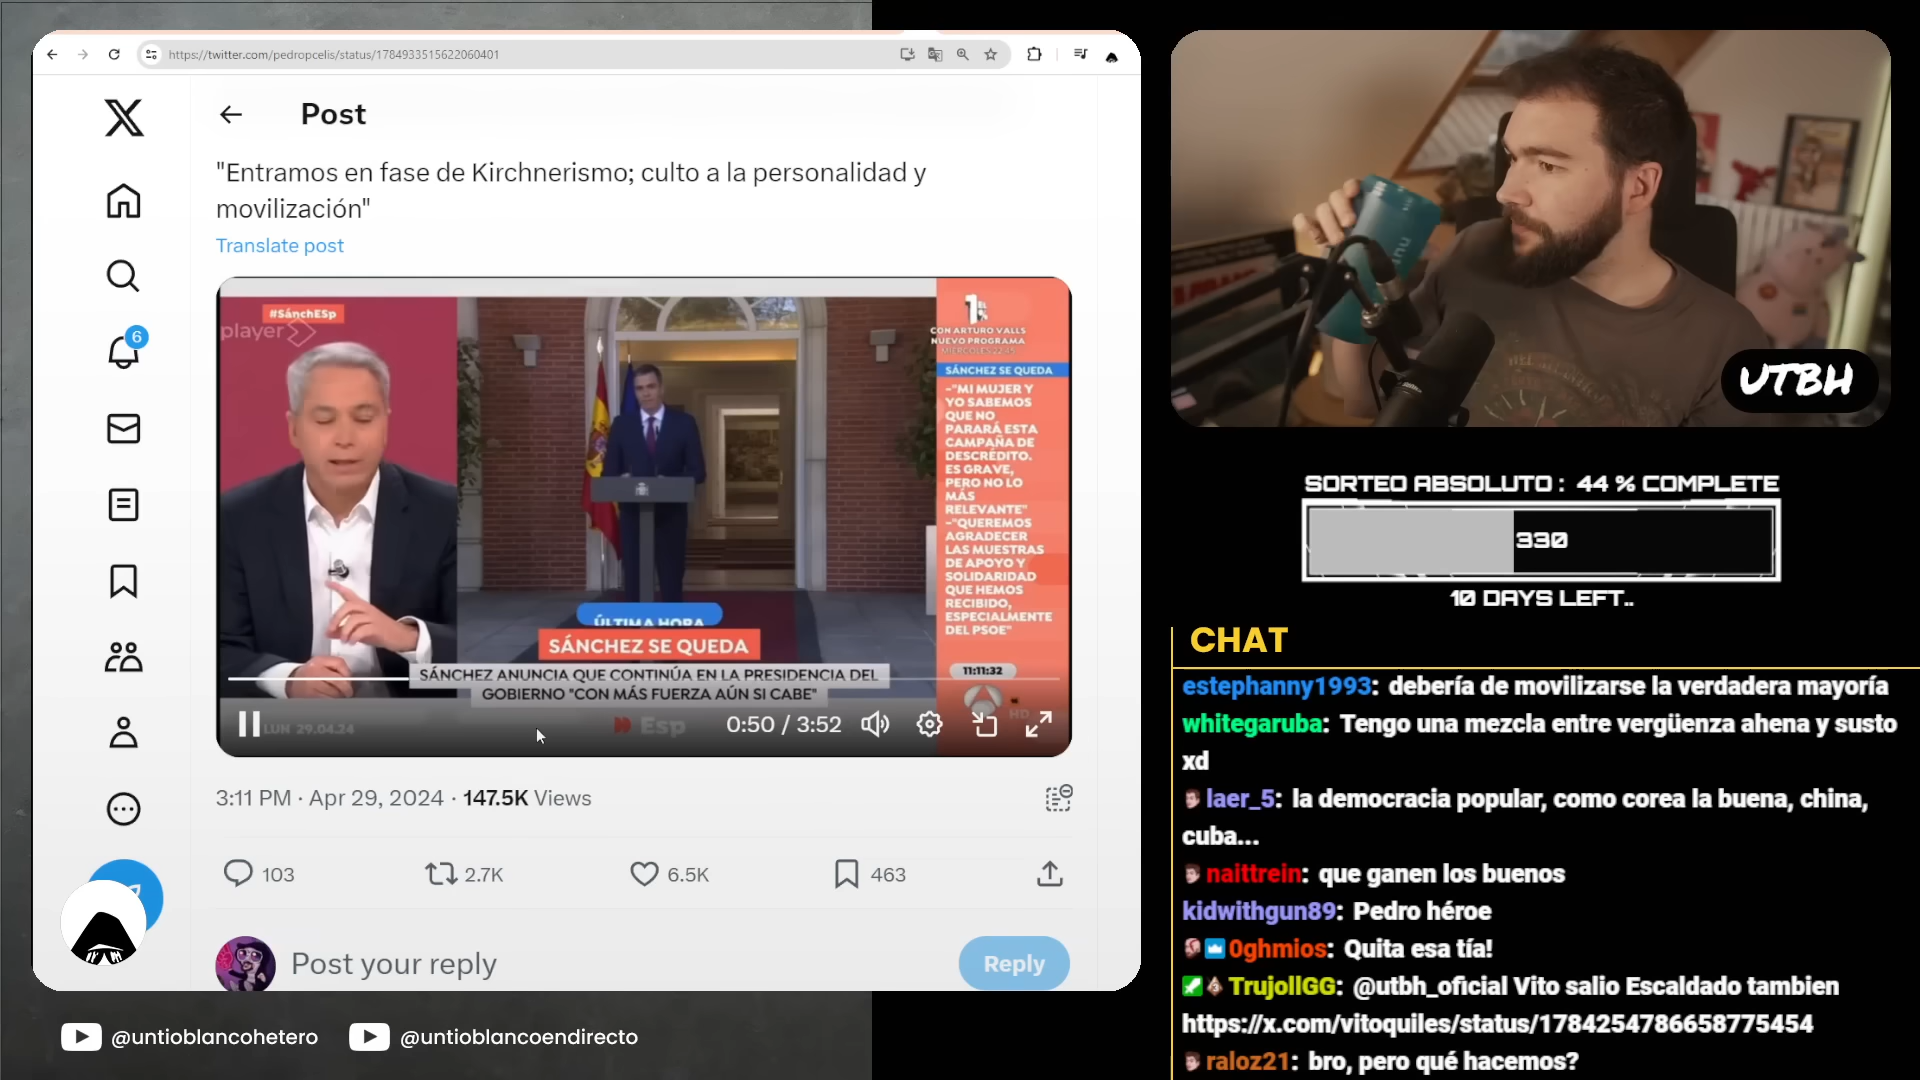 https://twitter.com/pedropcelis/status/1784933515622060401
Post
"Entramos en fase de Kirchnerismo; culto a la personalidad y
movilización"
Translate post
6
#SánchESp
player
CON ARTURO VALLS
NUEVO PROGRAMA
MIÉRCOLES 22:45
SÁNCHEZ SE QUEDA
-"MI MUJER Y
YO SABEMOS
QUE NO
PARARÁ ESTA
CAMPAÑA DE
DESCRÉDITO.
ES GRAVE,
PERO NO LO
MÁS
RELEVANTE"
-"QUEREMOS
AGRADECER
LAS MUESTRAS
DE APOYO Y
SOLIDARIDAD
QUE HEMOS
RECIBIDO,
ESPECIALMENTE
DEL PSOE"
11:11:32
HD
ÚLTIMA HORA
SÁNCHEZ SE QUEDA
SÁNCHEZ ANUNCIA QUE CONTINÚA EN LA PRESIDENCIA DEL
GOBIERNO "CON MÁS FUERZA AÚN SI CABE"
LUN 29.04.24
Esp
0:50 / 3:52
3:11 PM · Apr 29, 2024 · 147.5K Views
103
2.7K
6.5K
463
Post your reply
Reply
@untioblancohetero
@untioblancoendirecto
UTBH
SORTEO ABSOLUTO : 44 % COMPLETE
330
10 DAYS LEFT..
CHAT
estephanny1993: debería de movilizarse la verdadera mayoría
whitegaruba: Tengo una mezcla entre vergüenza ahena y susto
xd
laer_5: la democracia popular, como corea la buena, china,
cuba...
naittrein: que ganen los buenos
kidwithgun89: Pedro héroe
0ghmios: Quita esa tía!
TrujollGG: @utbh_oficial Vito salio Escaldado tambien
https://x.com/vitoquiles/status/1784254786658775454
raloz21: bro, pero qué hacemos?